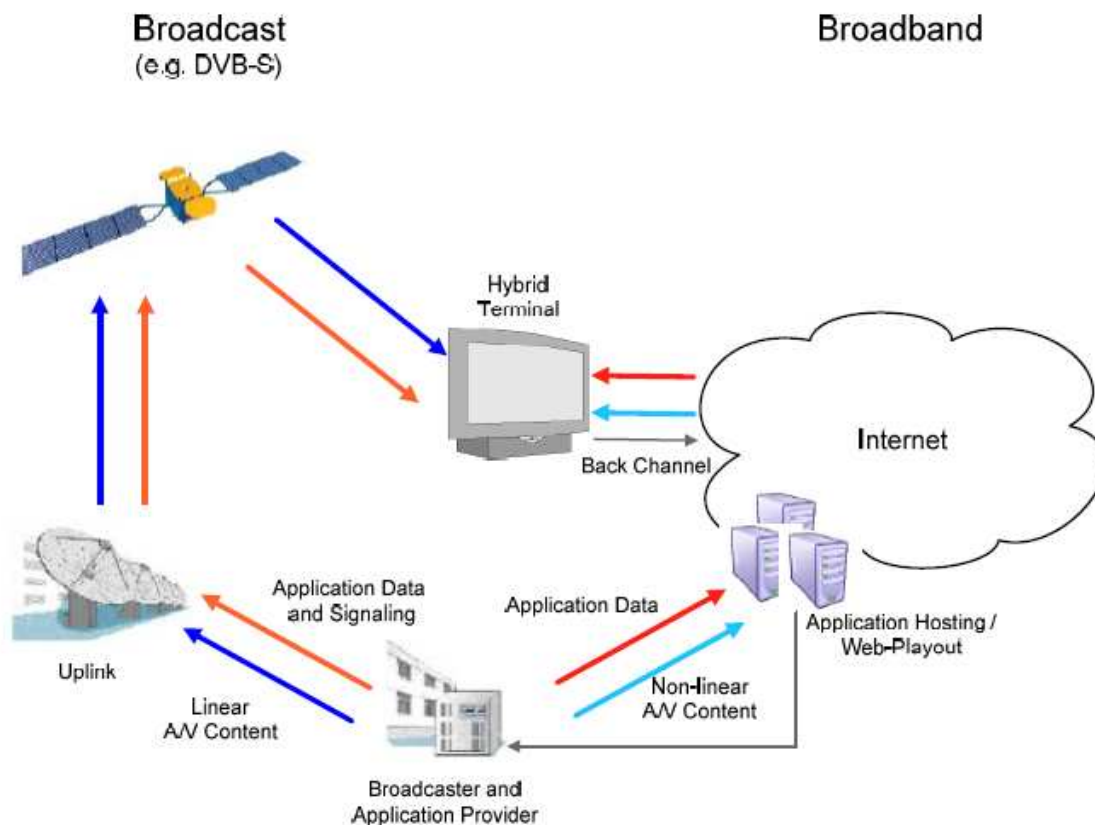 Broadcast
(e.g. DVB-S)
Broadband
Hybrid
Terminal
Internet
Back Channel
Application Data
and Signaling
Application Data
Application Hosting /
Web-Playout
Uplink
Linear
A/V Content
Non-linear
A/V Content
Broadcaster and
Application Provider